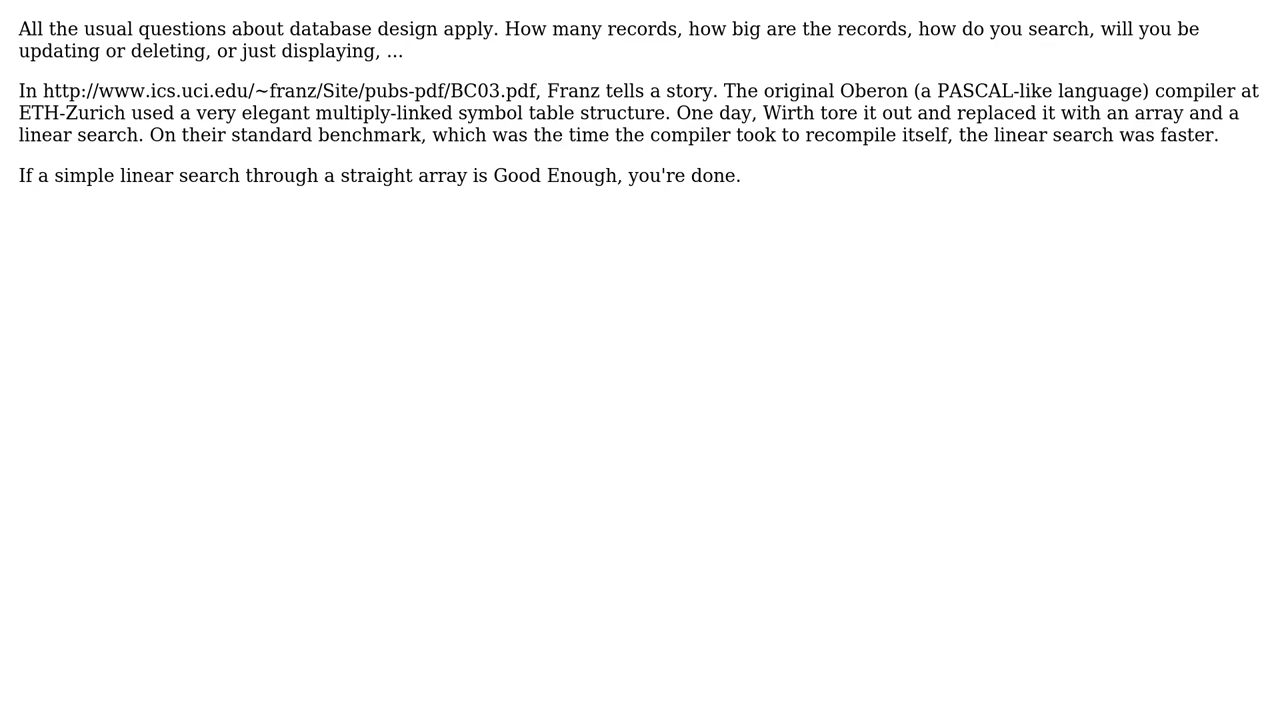 All the usual questions about database design apply. How many records, how big are the records, how do you search, will you be
updating or deleting, or just displaying, ...
In http://www.ics.uci.edu/~franz/Site/pubs-pdf/BC03.pdf, Franz tells a story. The original Oberon (a PASCAL-like language) compiler at
ETH-Zurich used a very elegant multiply-linked symbol table structure. One day, Wirth tore it out and replaced it with an array and a
linear search. On their standard benchmark, which was the time the compiler took to recompile itself, the linear search was faster.
If a simple linear search through a straight array is Good Enough, you're done.